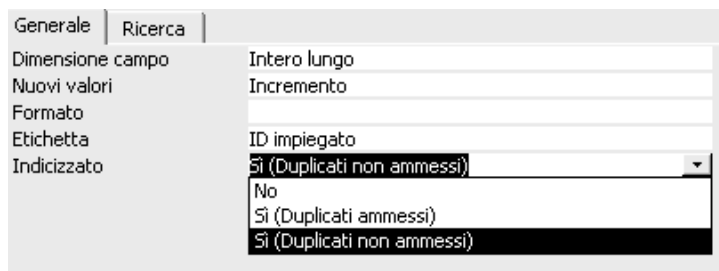 Generale Ricerca
Dimensione campo Intero lungo
Nuovi valori Incremento
Formato
Etichetta ID impiegato
Indicizzato Sì (Duplicati non ammessi)
No
Sì (Duplicati ammessi)
Sì (Duplicati non ammessi)